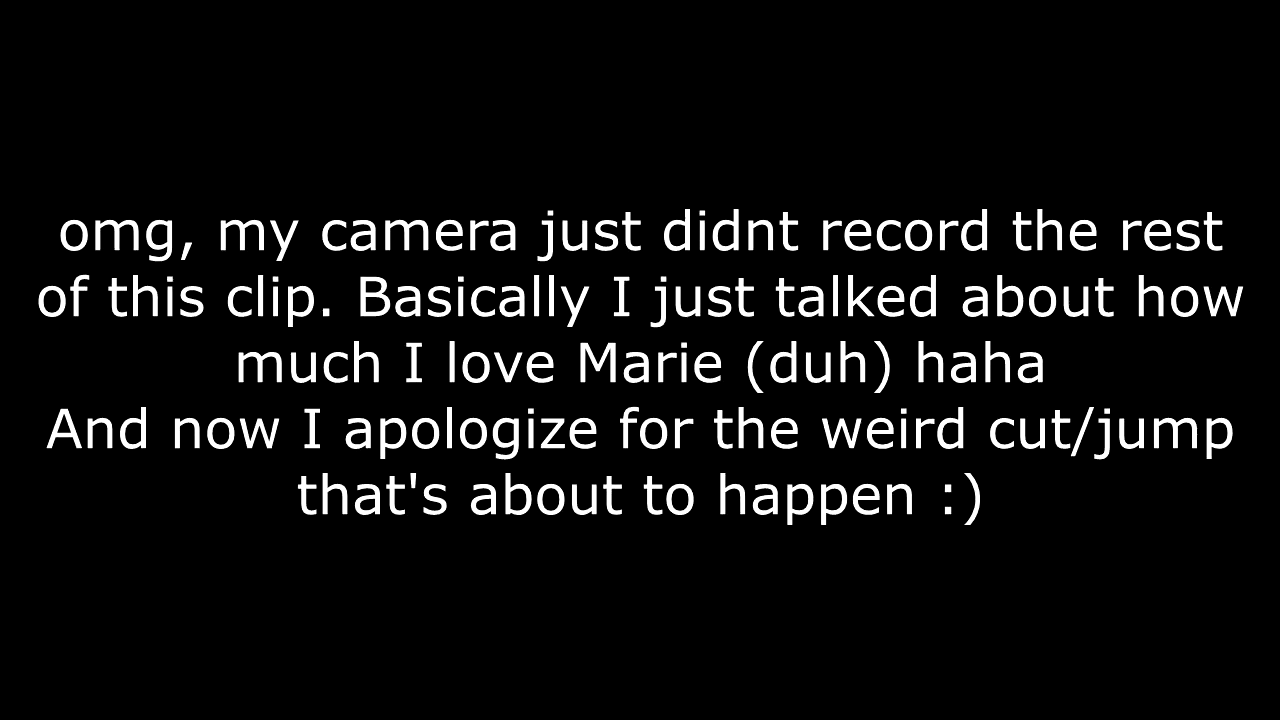 omg, my camera just didnt record the rest
of this clip. Basically I just talked about how
much I love Marie (duh) haha
And now I apologize for the weird cut/jump
that's about to happen :)